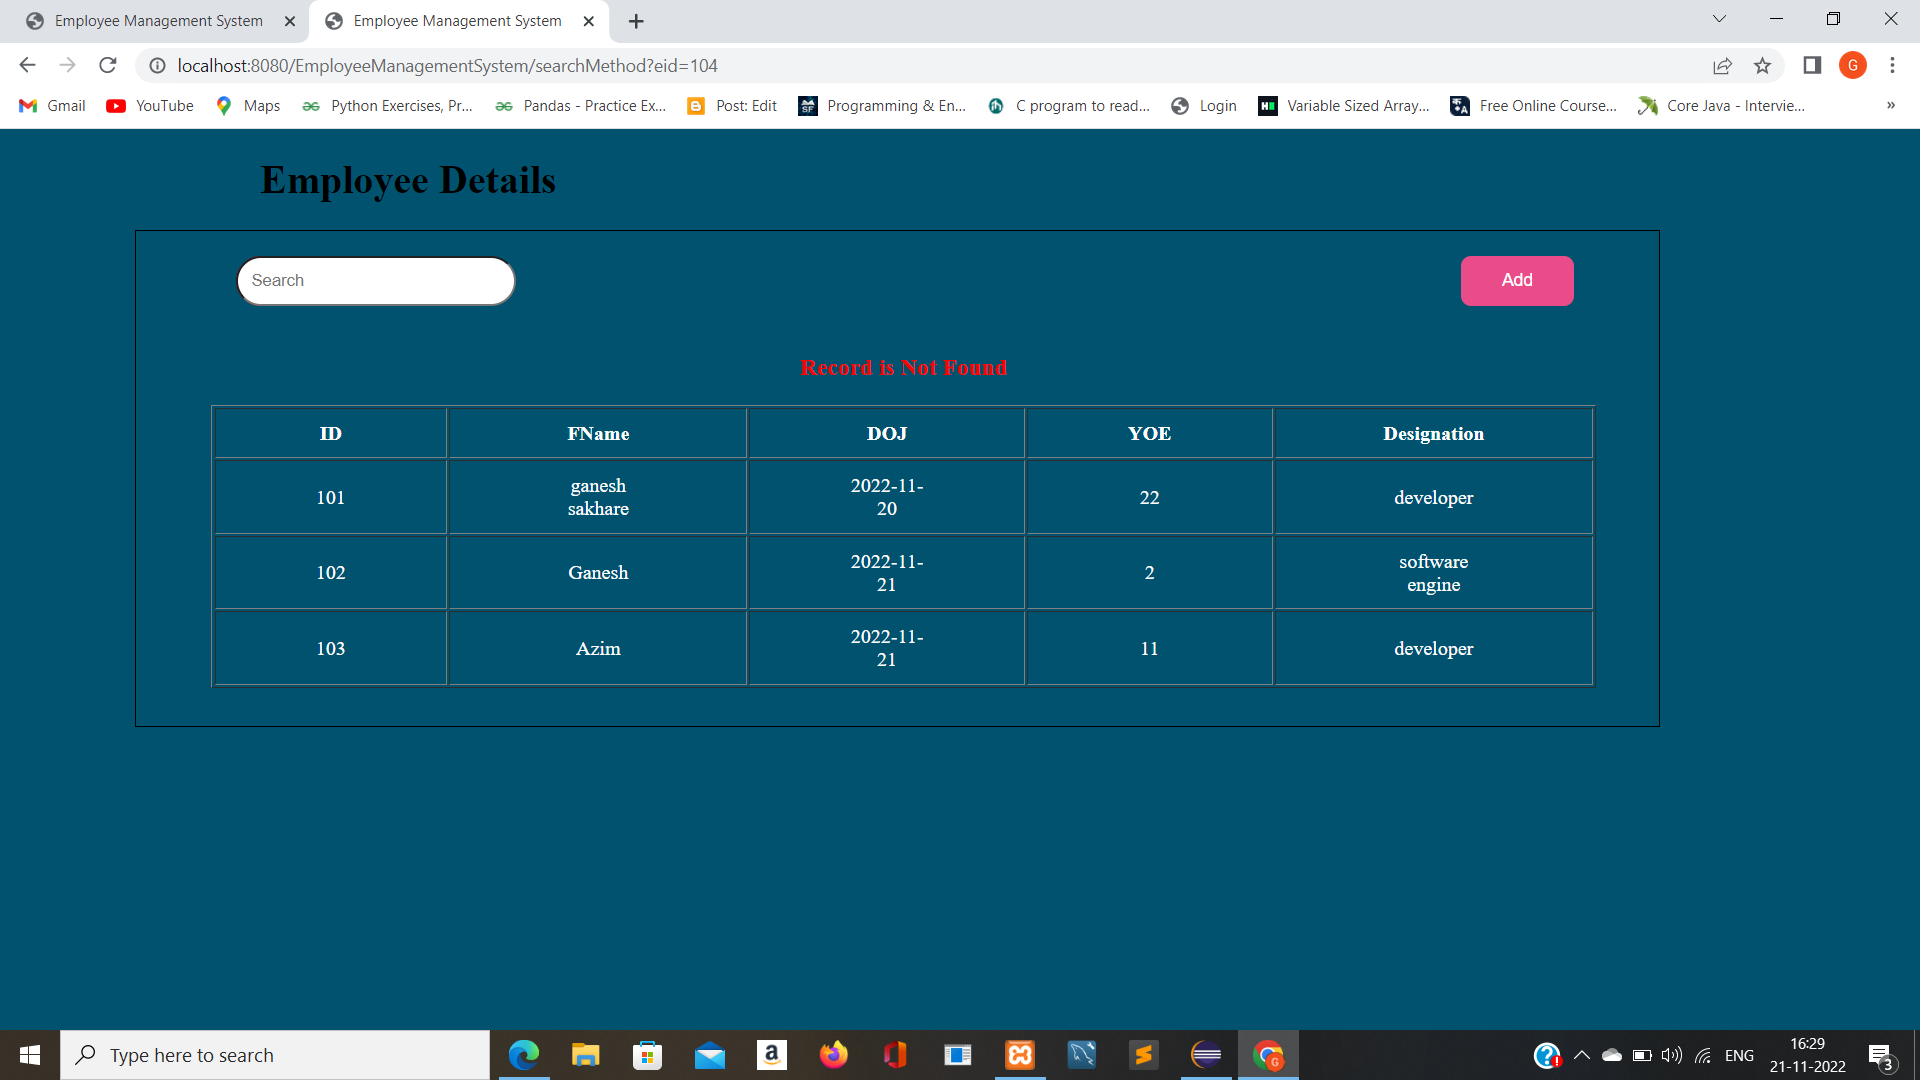 Employee Management System
Employee Management System
localhost:8080/EmployeeManagementSystem/searchMethod?eid=104
G
Gmail
YouTube
Maps
Python Exercises, Pr...
Pandas - Practice Ex...
Post: Edit
Programming & En...
C program to read...
Login
Variable Sized Array...
Free Online Course...
Core Java - Intervie...
»
Employee Details
Search
Add
Record is Not Found
ID FName DOJ YOE Designation
101 ganesh sakhare 2022-11-20 22 developer
102 Ganesh 2022-11-21 2 software engine
103 Azim 2022-11-21 11 developer
Type here to search
ENG
16:29
21-11-2022
3